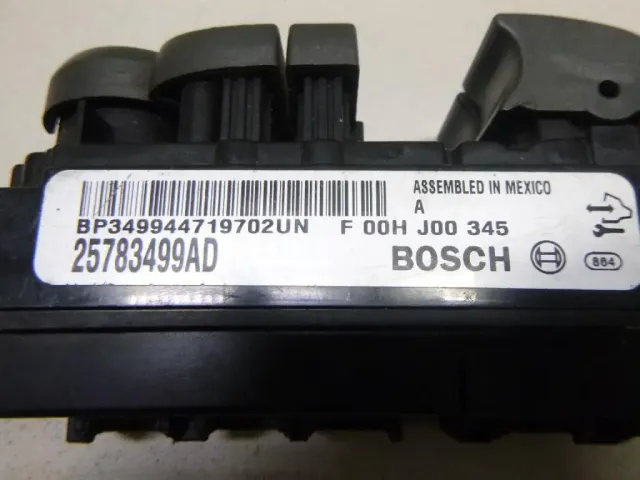 ASSEMBLED IN MEXICO
A
BP349944719702UN F 00H J00 345
25783499AD BOSCH 864